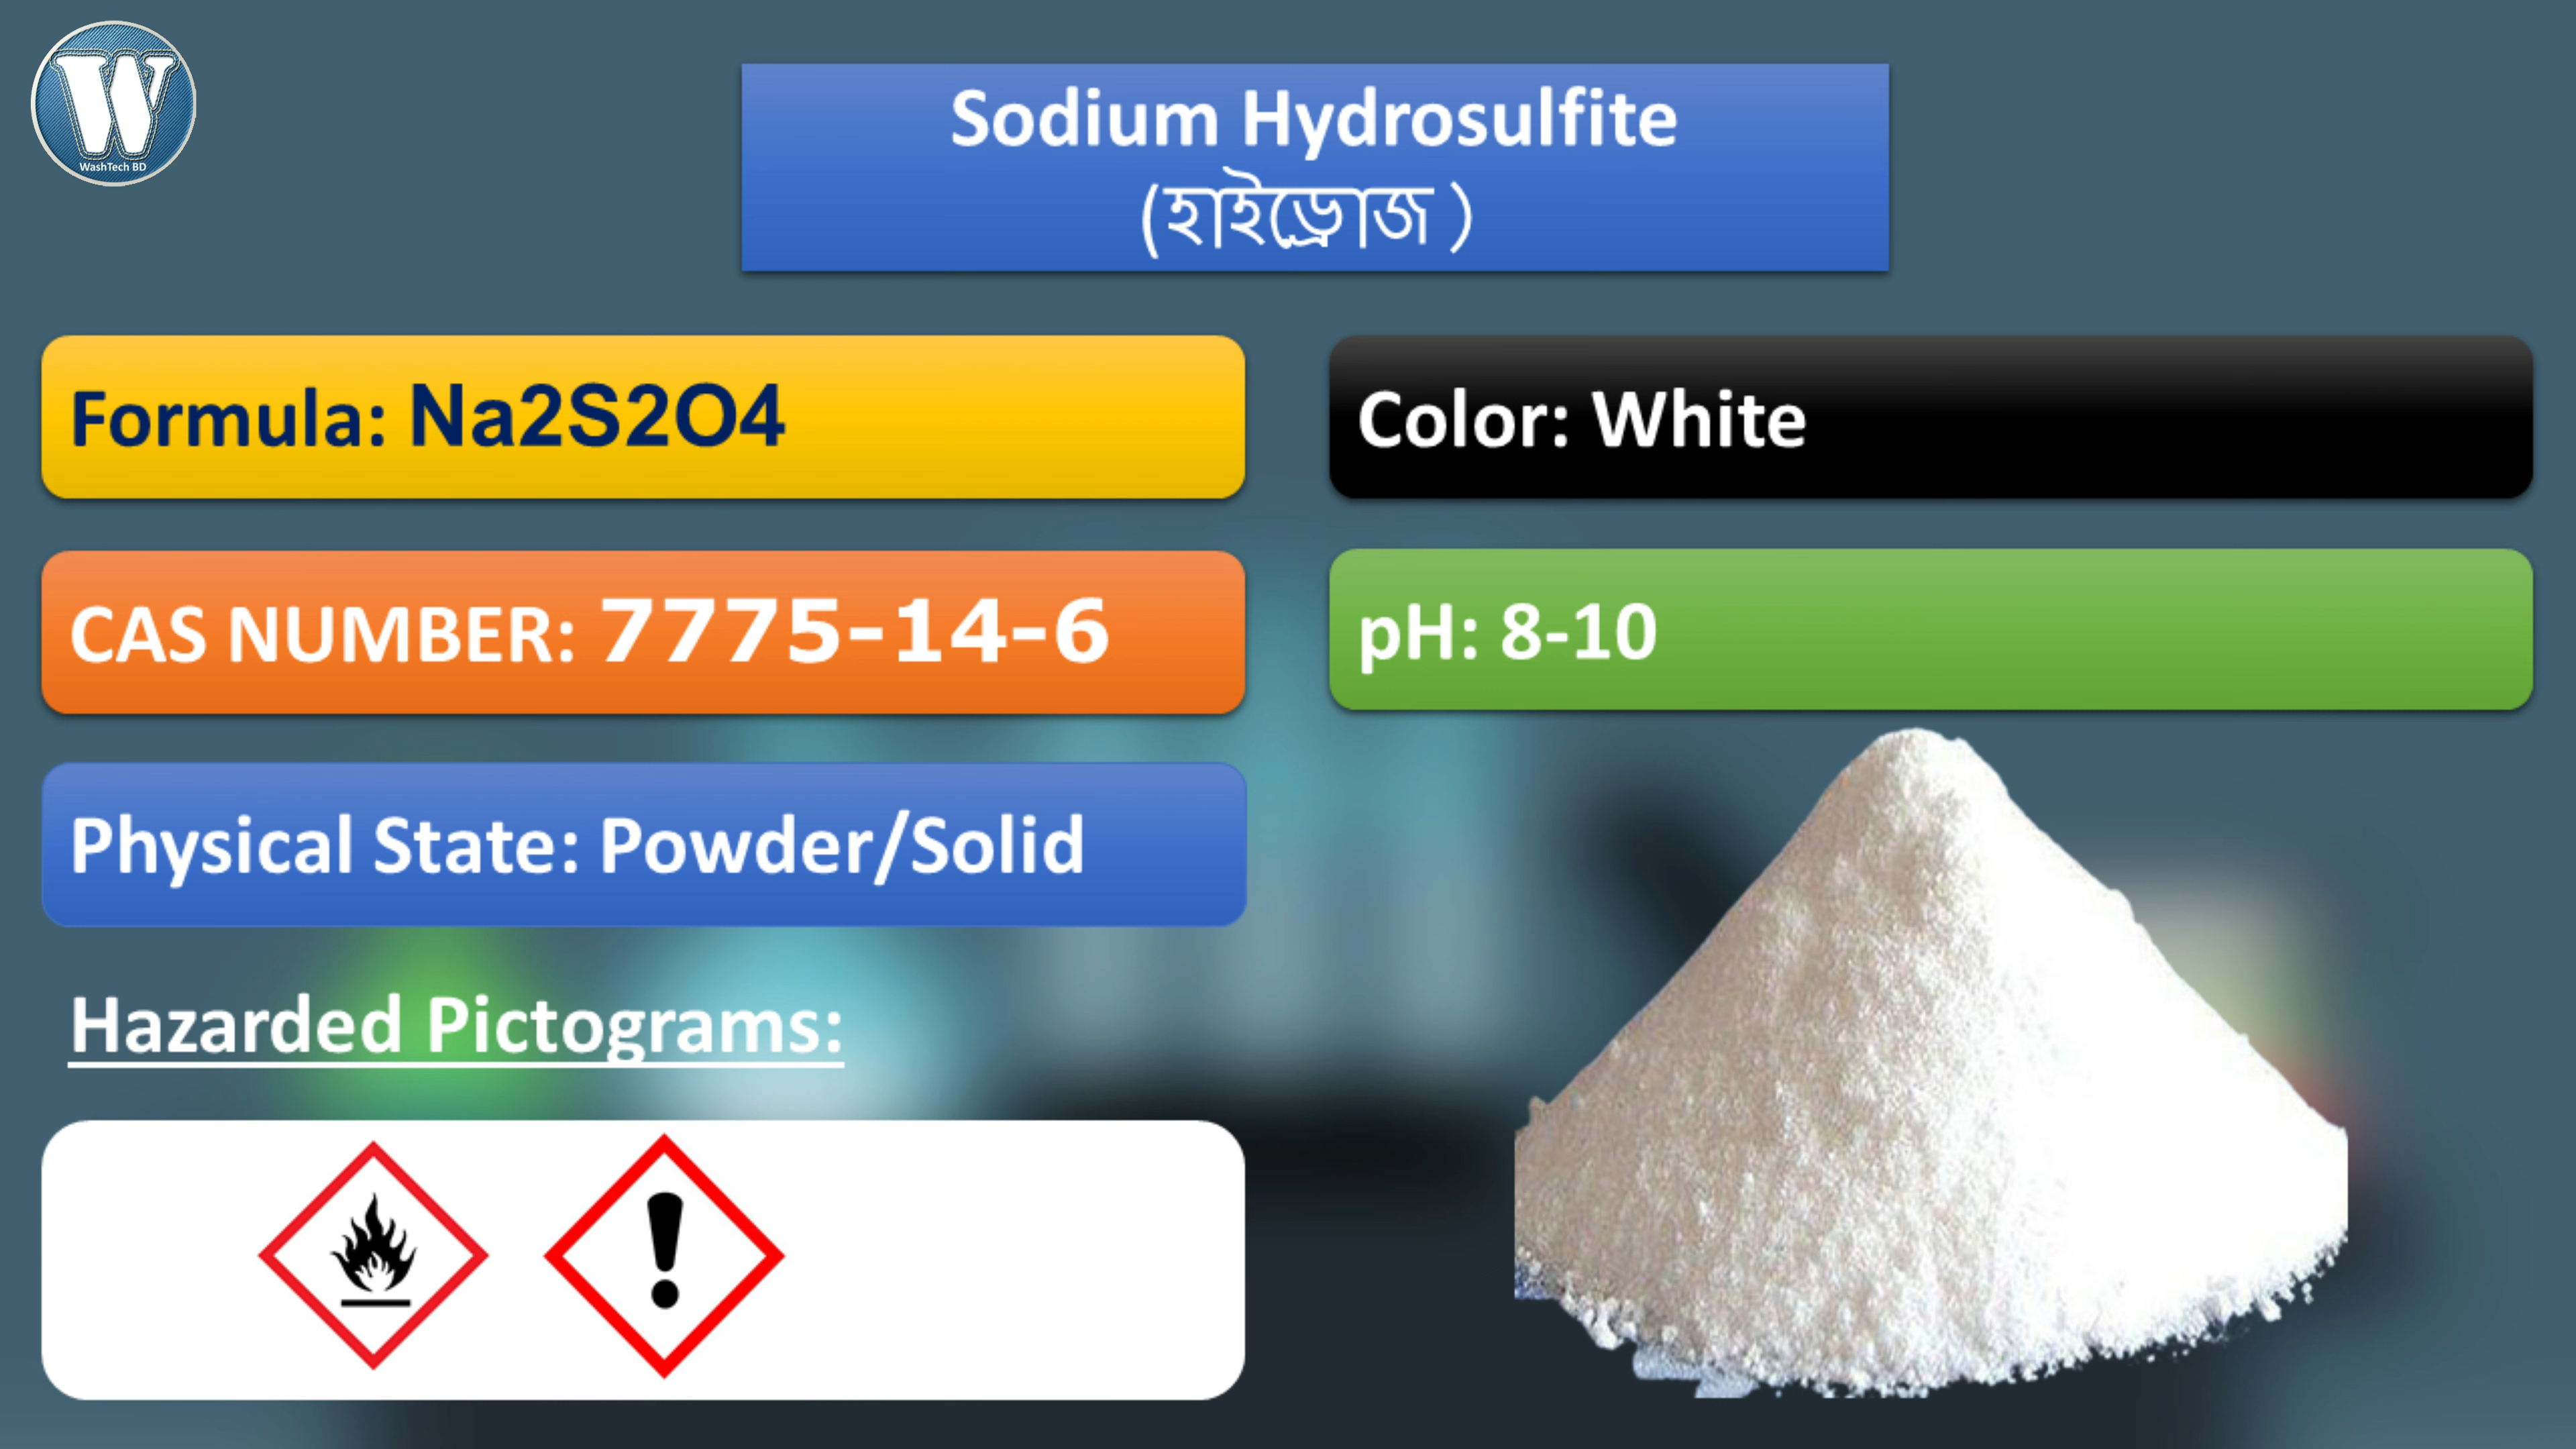 W
WashTech BD
Sodium Hydrosulfite
(হাইড্রোজ )
Formula: Na2S2O4
Color: White
CAS NUMBER: 7775-14-6
pH: 8-10
Physical State: Powder/Solid
Hazarded Pictograms: